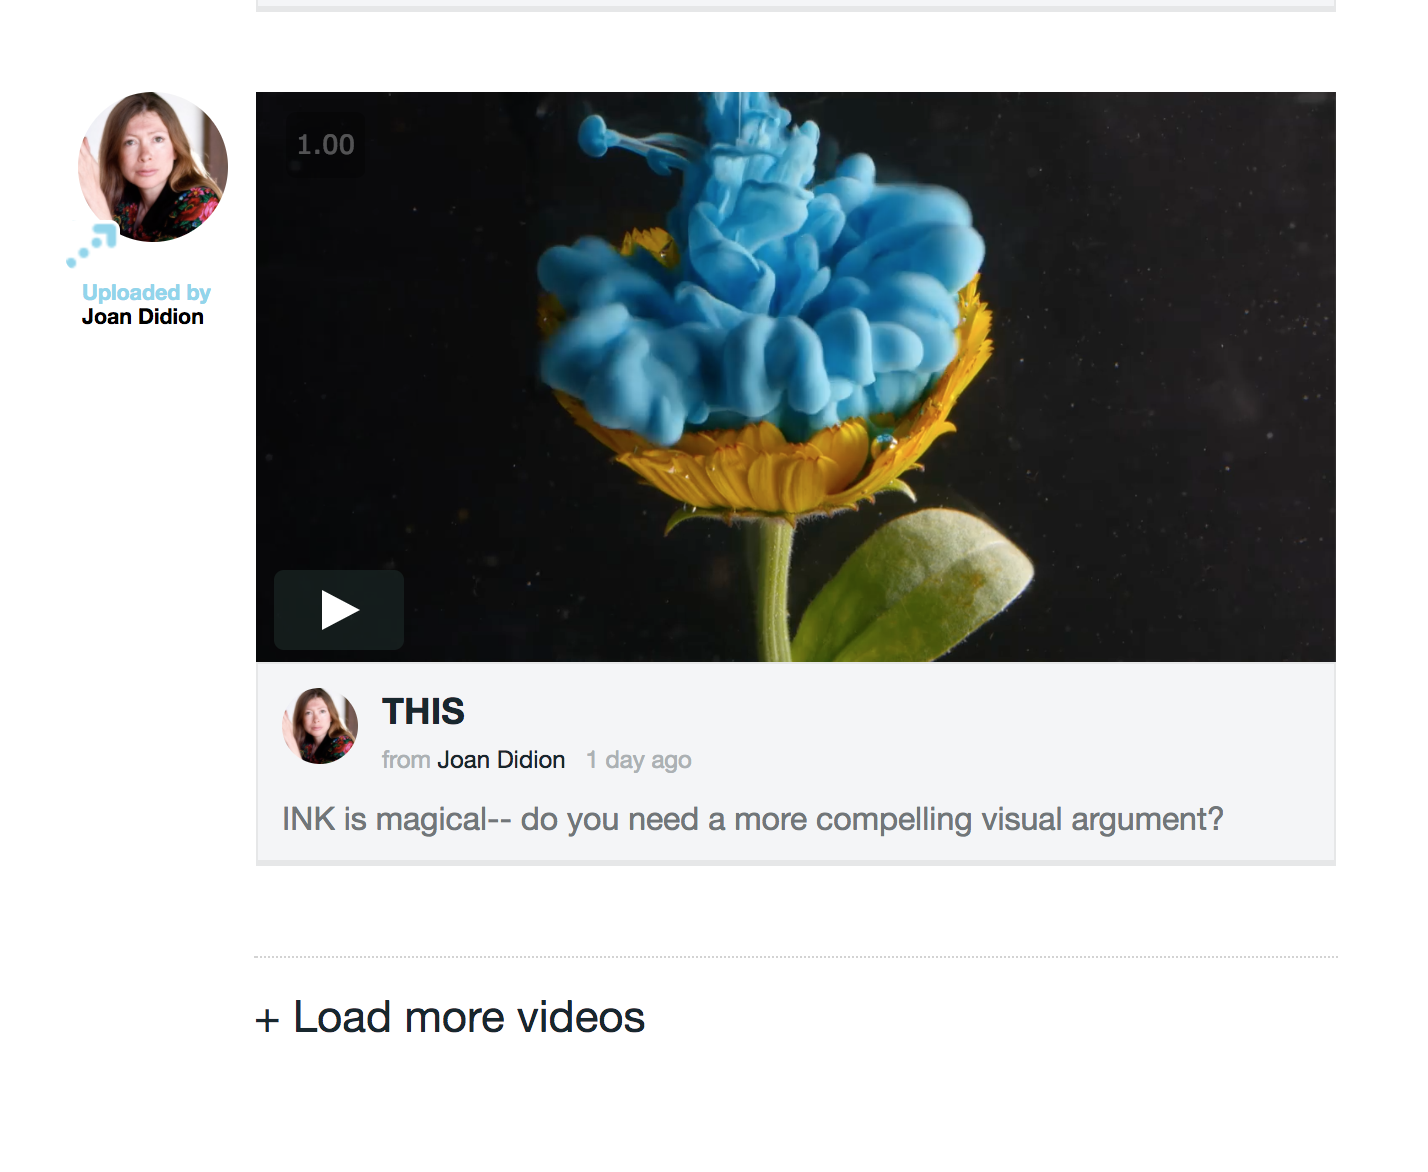 1.00
Uploaded by
Joan Didion
THIS
from Joan Didion 1 day ago
INK is magical-- do you need a more compelling visual argument?
+ Load more videos